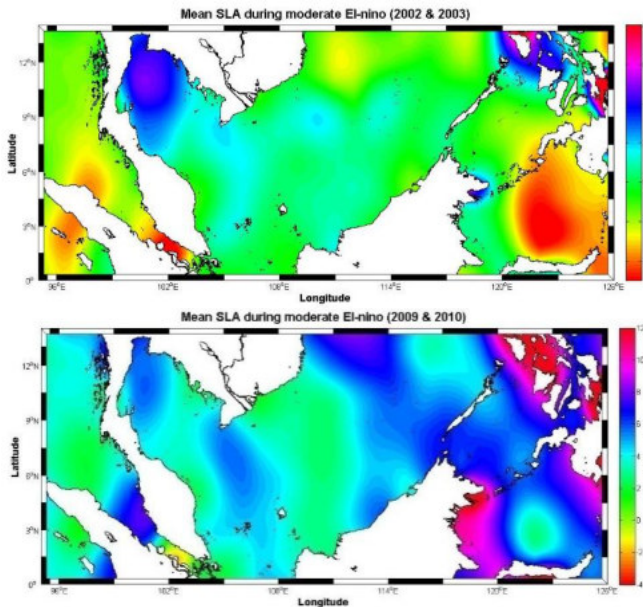 Mean SLA during moderate El-nino (2002 & 2003)
12°N
9°N
6°N
3°N
0°
Latitude
96°E 102°E 108°E 114°E 120°E 126°E
Longitude
Mean SLA during moderate El-nino (2009 & 2010)
12°N
9°N
6°N
3°N
0°
Latitude
96°E 102°E 108°E 114°E 120°E 126°E
Longitude
12
10
8
6
4
2
0
-2
-4